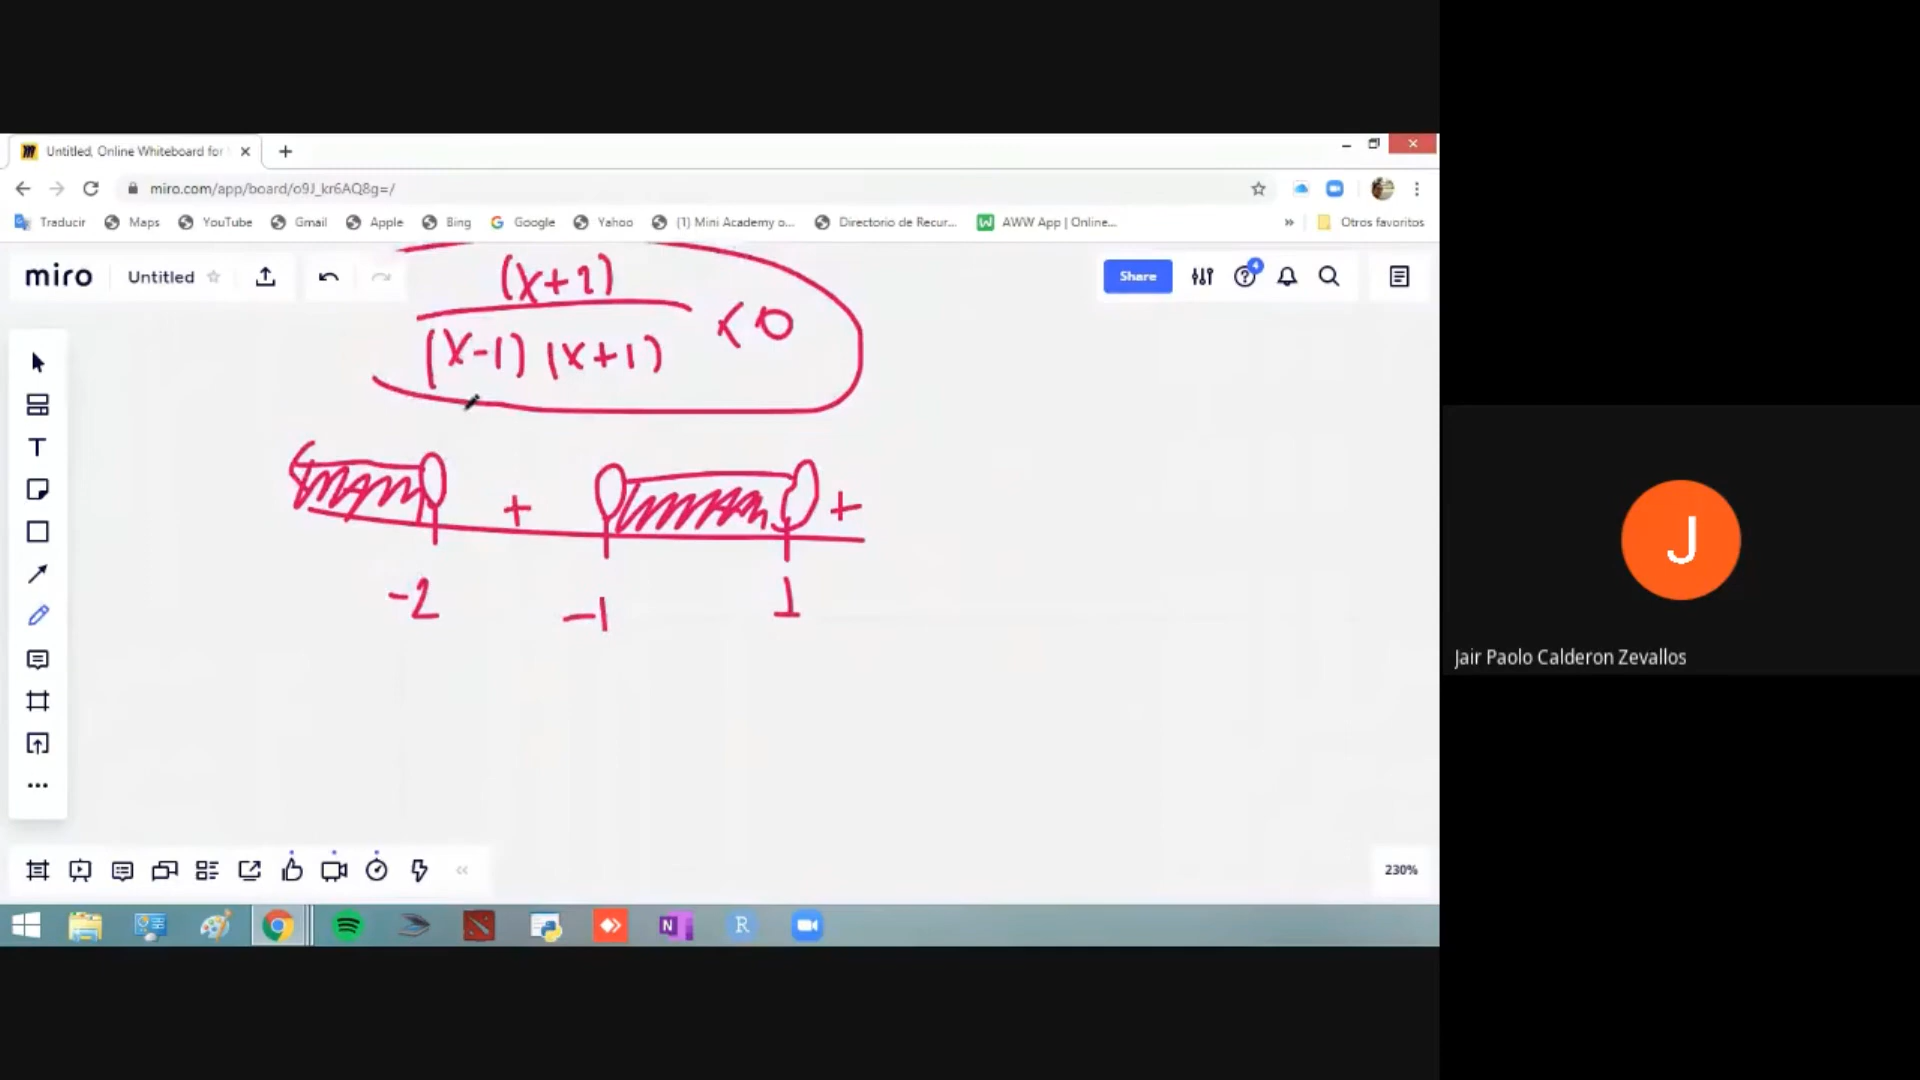 Untitled, Online Whiteboard for
miro.com/app/board/o9J_kr6AQ8g=/
Traducir Maps YouTube Gmail Apple Bing Google Yahoo (1) Mini Academy o... Directorio de Recur... AWW App | Online... » Otros favoritos
miro Untitled Share 4
(x+2)
(x-1) (x+1) <0
+ +
-2 -1 1
T
J
Jair Paolo Calderon Zevallos
230%
N R